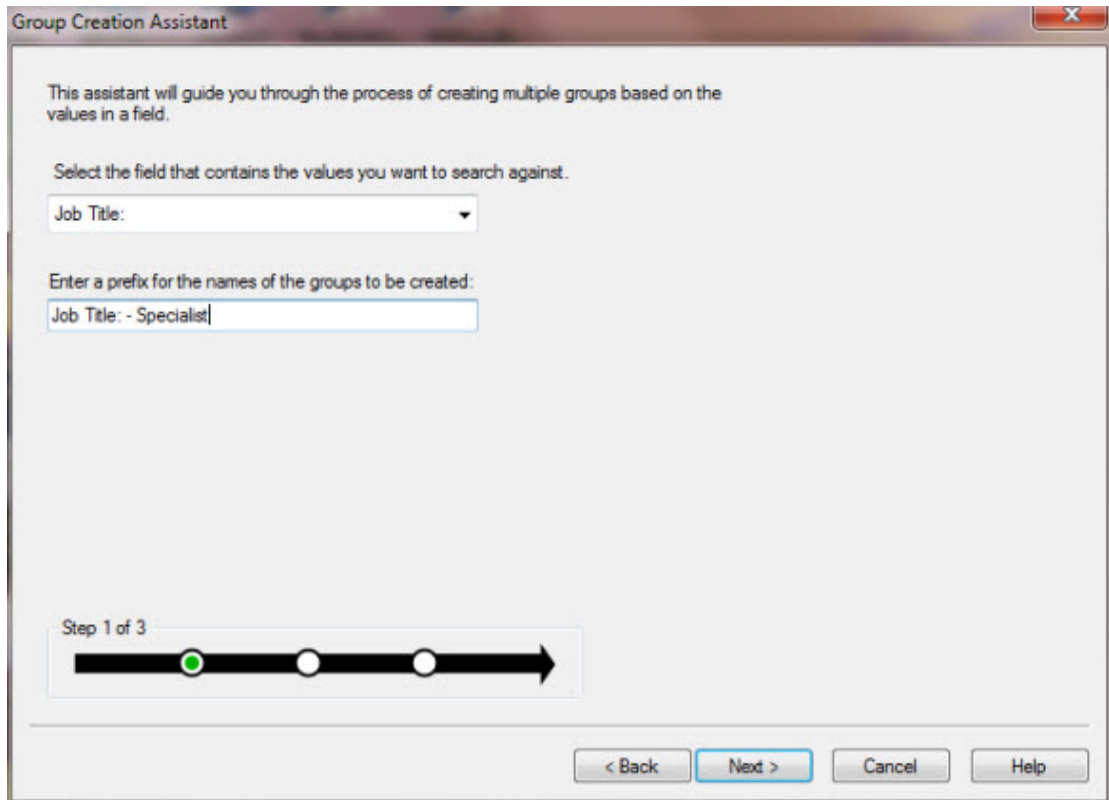 Group Creation Assistant
This assistant will guide you through the process of creating multiple groups based on the
values in a field.
Select the field that contains the values you want to search against.
Job Title:
Enter a prefix for the names of the groups to be created:
Job Title: - Specialist
Step 1 of 3
< Back Next > Cancel Help